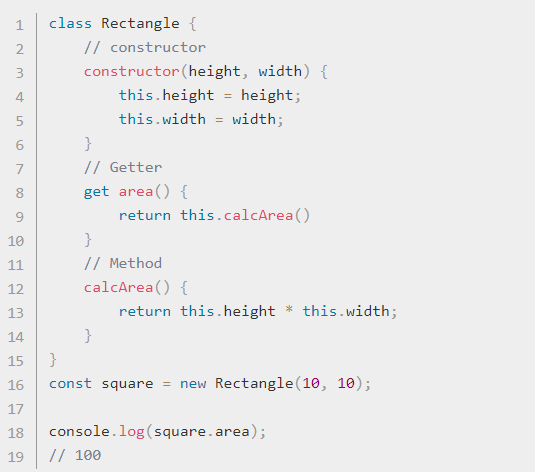 1 class Rectangle {
2     // constructor
3     constructor(height, width) {
4         this.height = height;
5         this.width = width;
6     }
7     // Getter
8     get area() {
9         return this.calcArea()
10     }
11     // Method
12     calcArea() {
13         return this.height * this.width;
14     }
15 }
16 const square = new Rectangle(10, 10);
17
18 console.log(square.area);
19 // 100